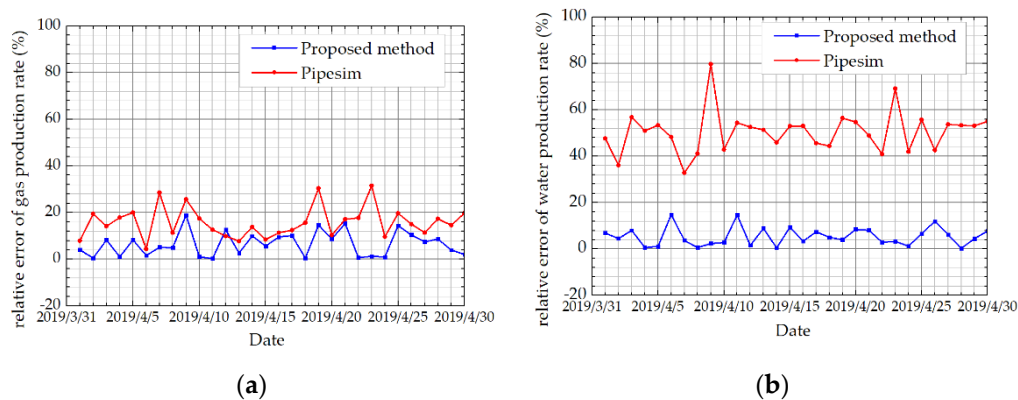 relative error of gas production rate (%)
100
80
60
40
20
0
-20
Proposed method
Pipesim
2019/3/31 2019/4/5 2019/4/10 2019/4/15 2019/4/20 2019/4/25 2019/4/30
Date
(a)
relative error of water production rate (%)
100
80
60
40
20
0
-20
Proposed method
Pipesim
2019/3/31 2019/4/5 2019/4/10 2019/4/15 2019/4/20 2019/4/25 2019/4/30
Date
(b)